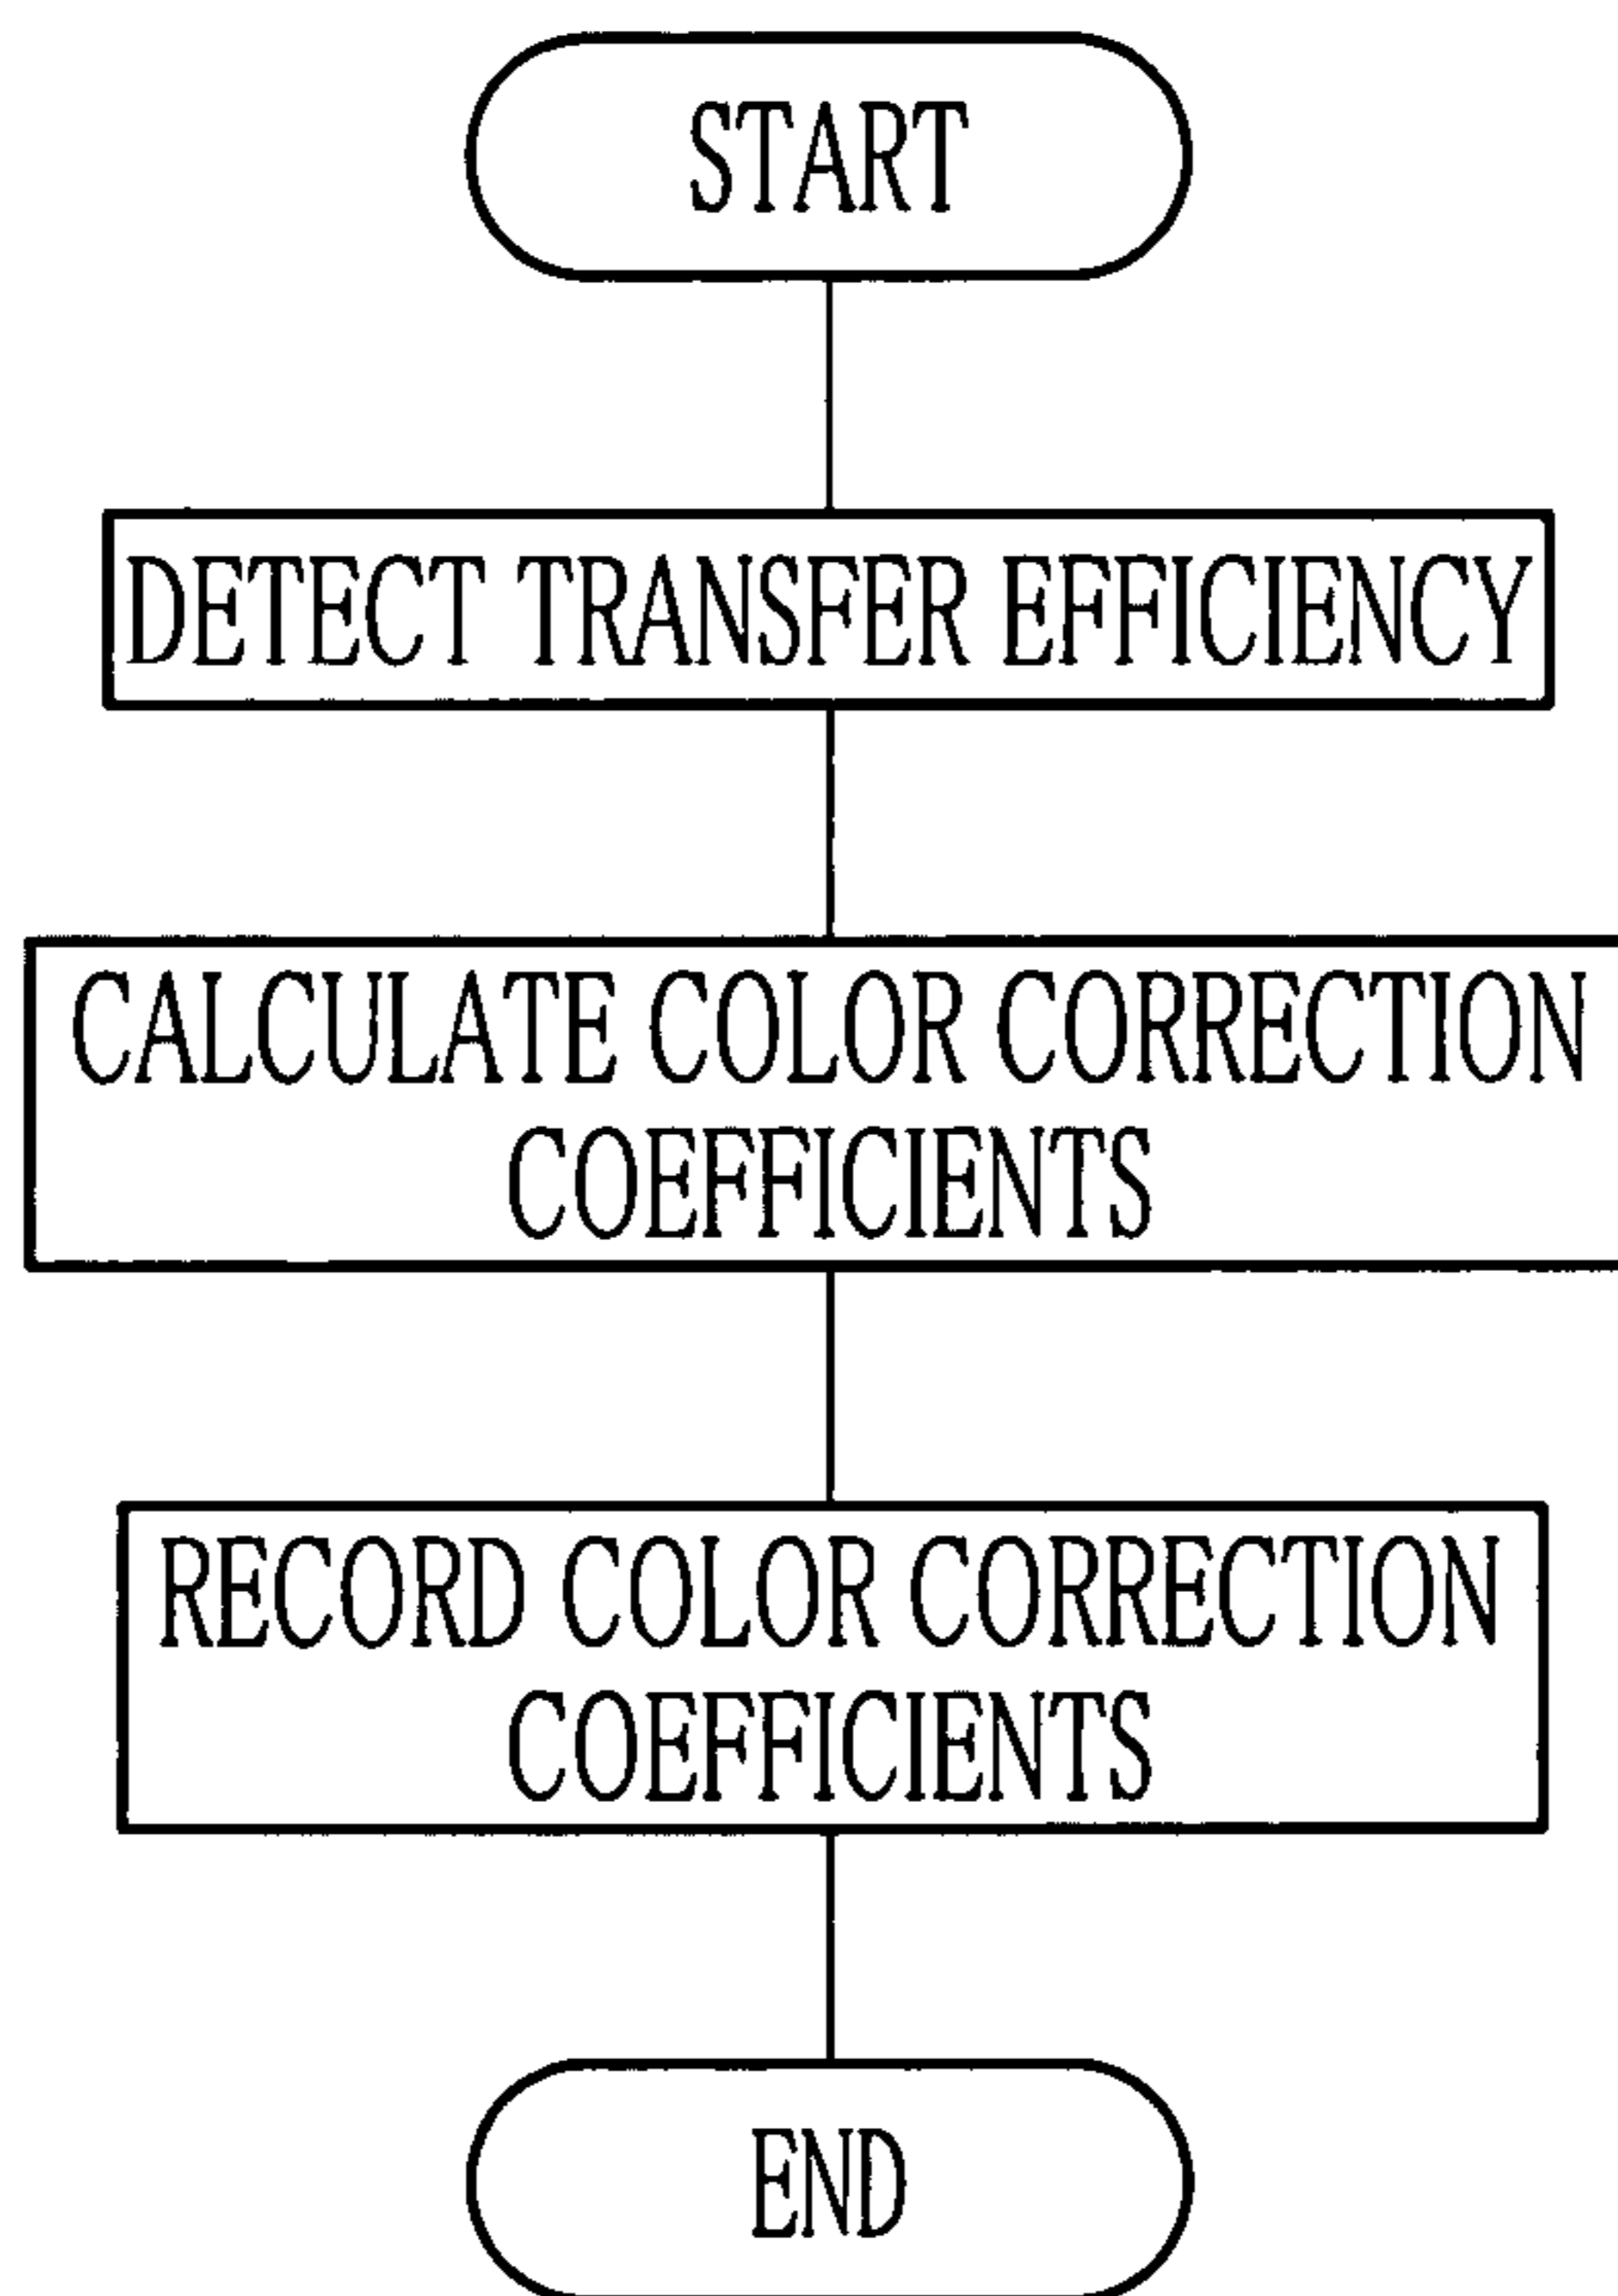 START
DETECT TRANSFER EFFICIENCY
CALCULATE COLOR CORRECTION
COEFFICIENTS
RECORD COLOR CORRECTION
COEFFICIENTS
END